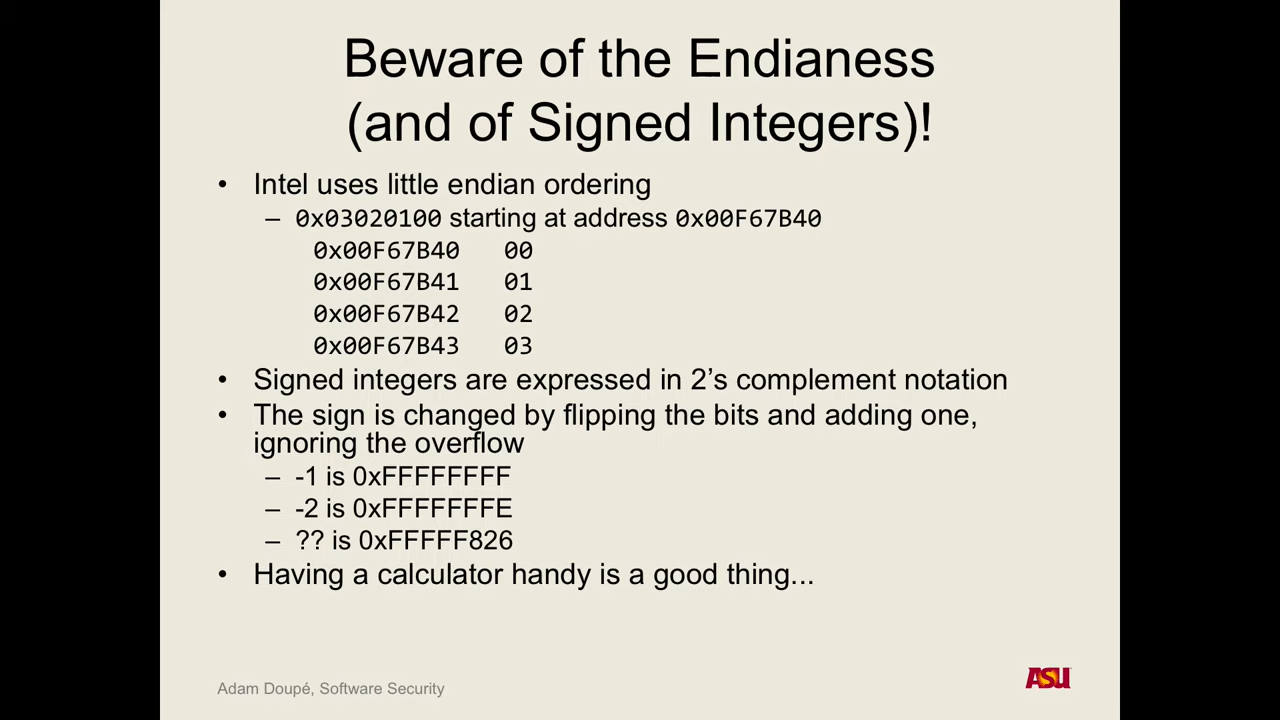 Beware of the Endianess
(and of Signed Integers)!
• Intel uses little endian ordering
– 0x03020100 starting at address 0x00F67B40
0x00F67B40 00
0x00F67B41 01
0x00F67B42 02
0x00F67B43 03
• Signed integers are expressed in 2’s complement notation
• The sign is changed by flipping the bits and adding one,
ignoring the overflow
– -1 is 0xFFFFFFFF
– -2 is 0xFFFFFFFE
– ?? is 0xFFFFF826
• Having a calculator handy is a good thing...
Adam Doupé, Software Security
ASU